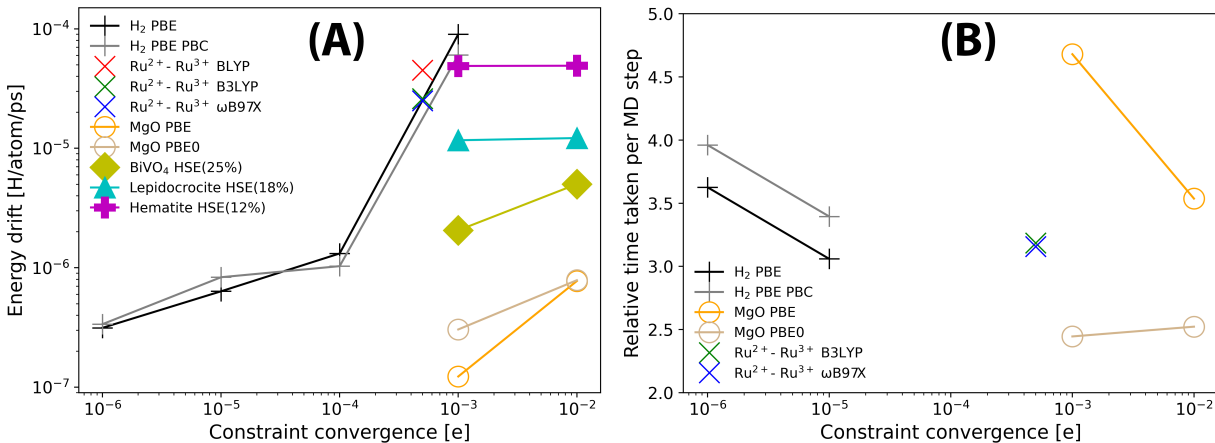 (A)
10⁻⁴
10⁻⁵
10⁻⁶
10⁻⁷
Energy drift [H/atom/ps]
H₂ PBE
H₂ PBE PBC
Ru²⁺- Ru³⁺ BLYP
Ru²⁺- Ru³⁺ B3LYP
Ru²⁺- Ru³⁺ ωB97X
MgO PBE
MgO PBE0
BiVO₄ HSE(25%)
Lepidocrocite HSE(18%)
Hematite HSE(12%)
10⁻⁶ 10⁻⁵ 10⁻⁴ 10⁻³ 10⁻²
Constraint convergence [e]
(B)
5.0
4.5
4.0
3.5
3.0
2.5
2.0
Relative time taken per MD step
H₂ PBE
H₂ PBE PBC
MgO PBE
MgO PBE0
Ru²⁺- Ru³⁺ B3LYP
Ru²⁺- Ru³⁺ ωB97X
10⁻⁶ 10⁻⁵ 10⁻⁴ 10⁻³ 10⁻²
Constraint convergence [e]